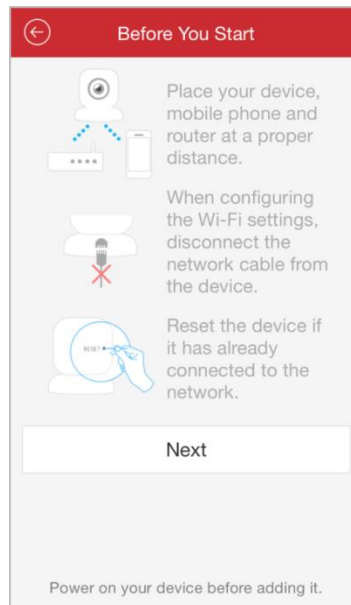 Before You Start
Place your device,
mobile phone and
router at a proper
distance.
When configuring
the Wi-Fi settings,
disconnect the
network cable from
the device.
RESET
Reset the device if
it has already
connected to the
network.
Next
Power on your device before adding it.